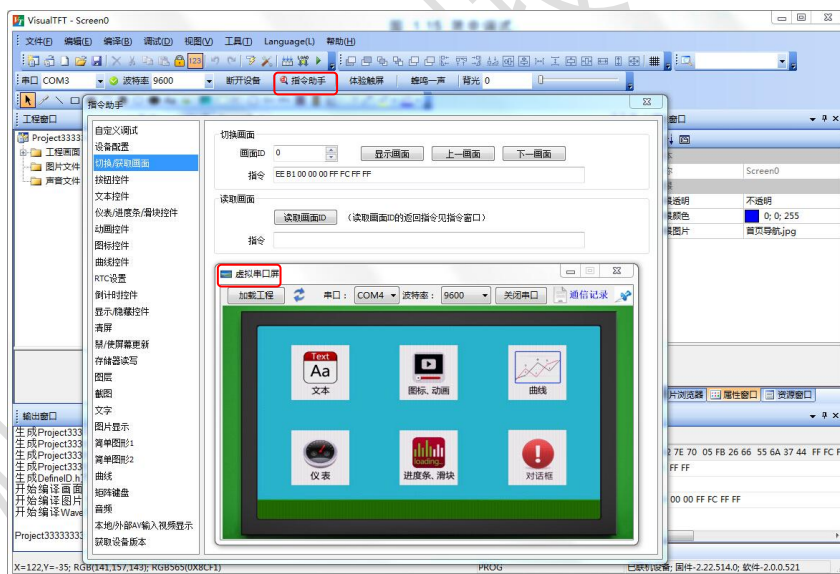 VisualTFT - Screen0
文件(F) 编辑(E) 编译(B) 调试(D) 视图(V) 工具(T) Language(L) 帮助(H)
123
串口 COM3 波特率 9600 断开设备 指令助手 体验触屏 蜂鸣一声 背光 0
指令助手
工程窗口
Project3333
工程画面
图片文件
声音文件
自定义调试
设备配置
切换/获取画面
按钮控件
文本控件
仪表/进度条/滑块控件
动画控件
图标控件
曲线控件
RTC设置
倒计时控件
显示/隐藏控件
清屏
禁/使屏幕更新
存储器读写
图层
截图
文字
图片显示
简单图形1
简单图形2
曲线
矩阵键盘
音频
本地/外部AV输入视频显示
获取设备版本
切换画面
画面ID 0 显示画面 上一画面 下一画面
指令 EE B1 00 00 00 FF FC FF FF
读取画面
读取画面ID (读取画面ID的返回指令见指令窗口)
指令
虚拟串口屏
加载工程 串口: COM4 波特率: 9600 关闭串口 通信记录
Text
Aa
文本 图标、动画 曲线
loading...
仪表 进度条、滑块 对话框
窗口
Screen0
透明 不透明
颜色 0; 0; 255
图片 首页导航.jpg
片浏览器 属性窗口 资源窗口
7E 70 05 FB 26 66 55 6A 37 44 FF FC F
FF FF
00 00 FF FC FF FF
输出窗口
生成Project333
生成Project333
生成Project333
生成Project333
生成DefineID.h
开始编译画面
开始编译图片
开始编译Wave
Project33333333
X=122,Y=-35; RGB(141,157,143); RGB565(0X8CF1) PROG 已联机设备; 固件-2.22.514.0; 软件-2.0.0.521